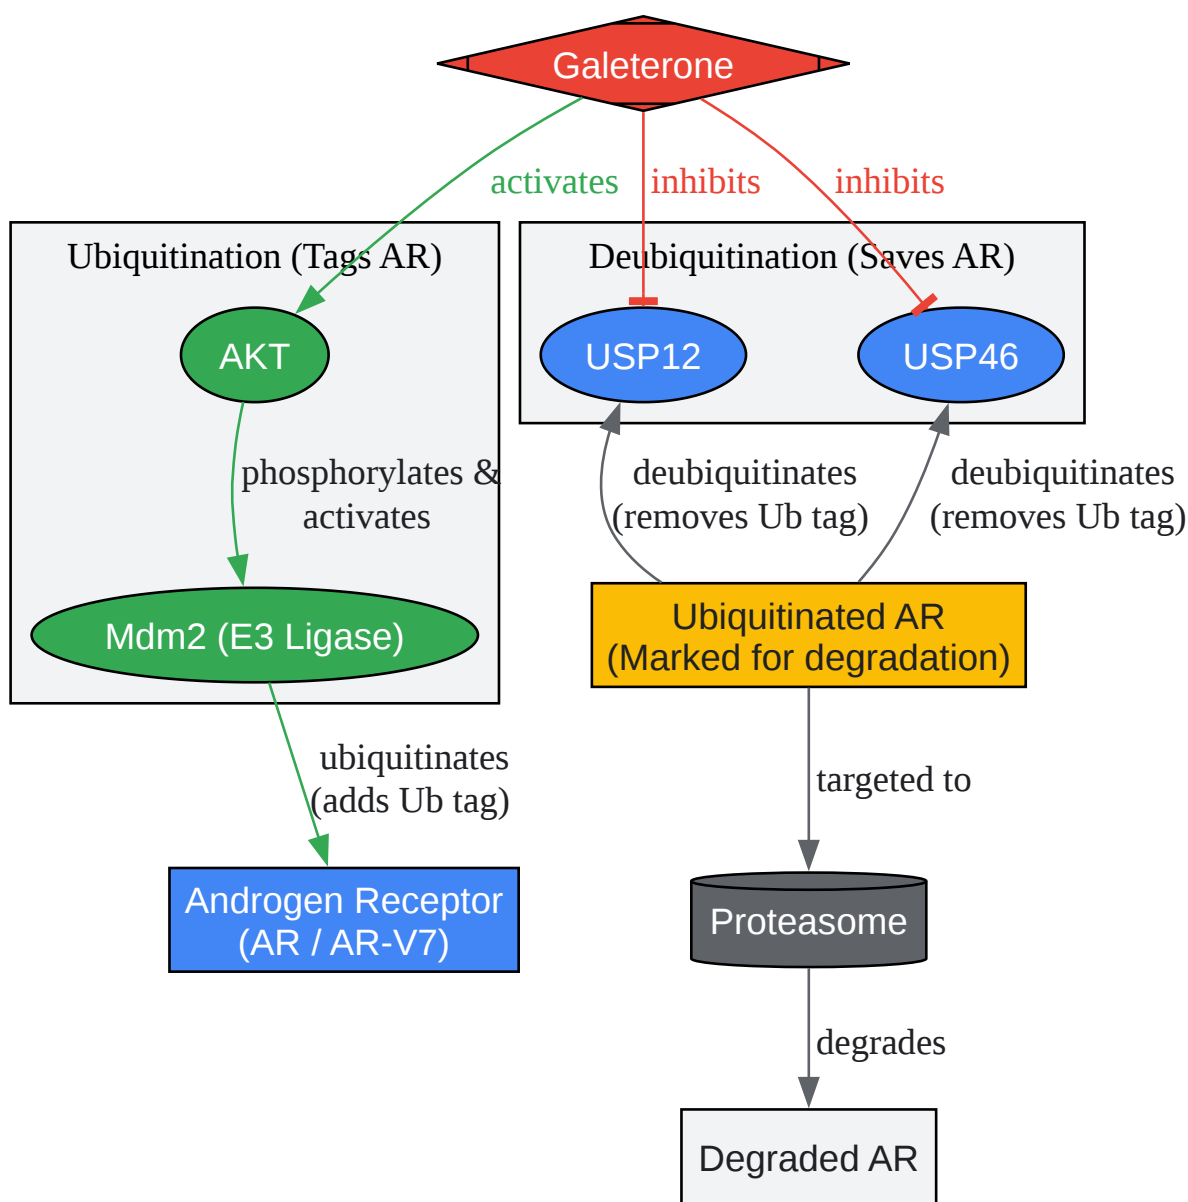 Galeterone
activates
inhibits
inhibits
Ubiquitination (Tags AR)
Deubiquitination (Saves AR)
AKT
USP12
USP46
phosphorylates &
activates
deubiquitinates
(removes Ub tag)
deubiquitinates
(removes Ub tag)
Mdm2 (E3 Ligase)
Ubiquitinated AR
(Marked for degradation)
ubiquitinates
(adds Ub tag)
targeted to
Androgen Receptor
(AR / AR-V7)
Proteasome
degrades
Degraded AR